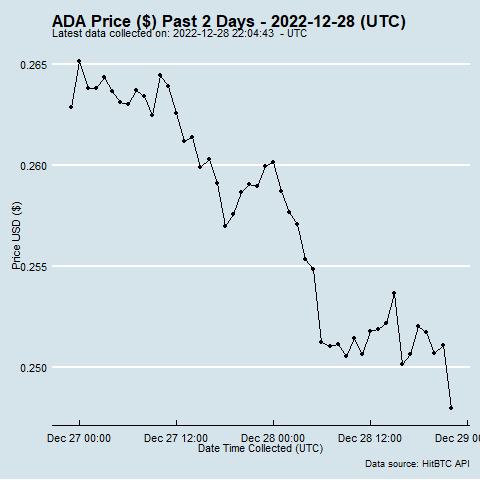 ADA Price ($) Past 2 Days - 2022-12-28 (UTC)
Latest data collected on: 2022-12-28 22:04:43 - UTC
0.265
0.260
0.255
0.250
Price USD ($)
Dec 27 00:00
Dec 27 12:00
Dec 28 00:00
Dec 28 12:00
Dec 29 00
Date Time Collected (UTC)
Data source: HitBTC API